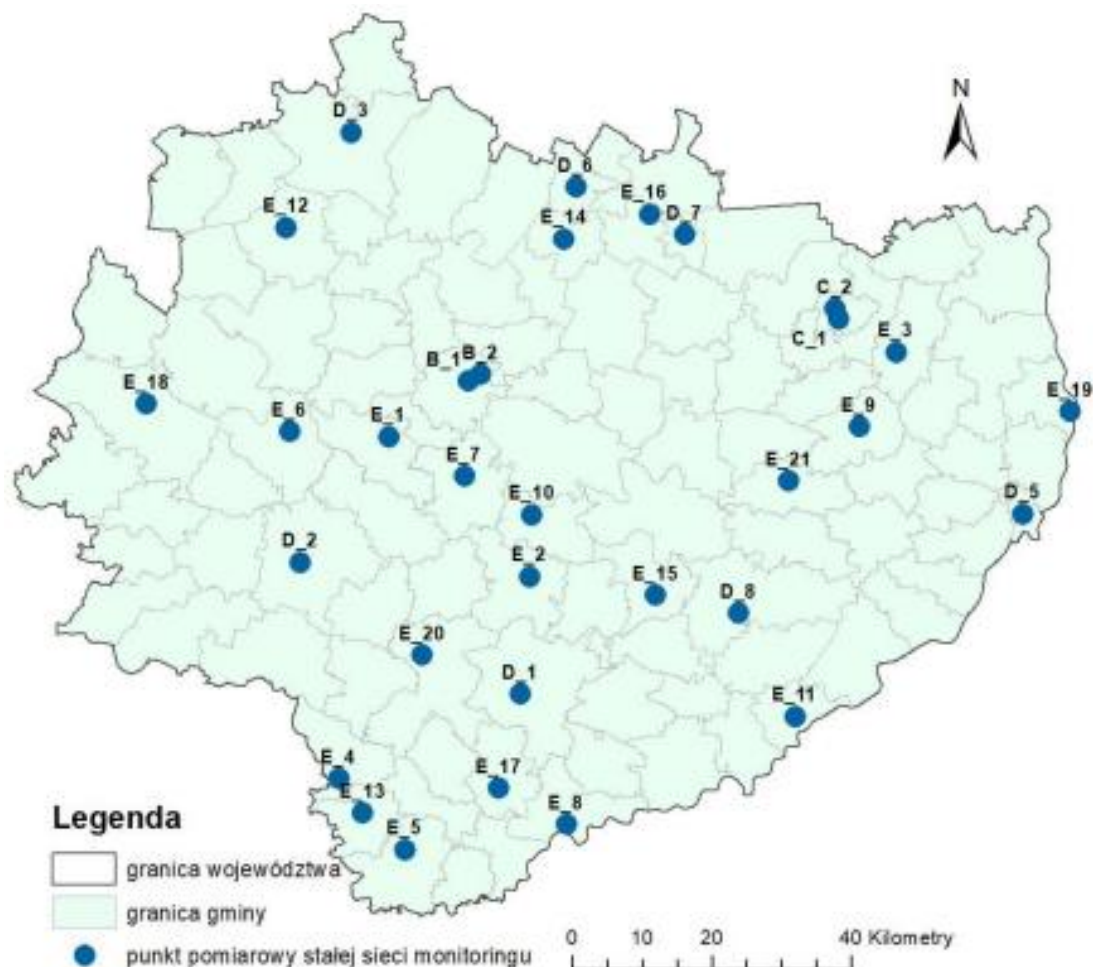 N
D_3
D_6
E_16
E_12
E_14
D_7
C_2
C_1
E_3
B_2
B_1
E_18
E_19
E_6
E_1
E_9
E_7
E_21
E_10
D_5
D_2
E_2
E_15
D_8
E_20
D_1
E_11
E_4
E_17
E_13
E_8
E_5
Legenda
granica województwa
granica gminy
punkt pomiarowy stałej sieci monitoringu
0 10 20 40 Kilometry